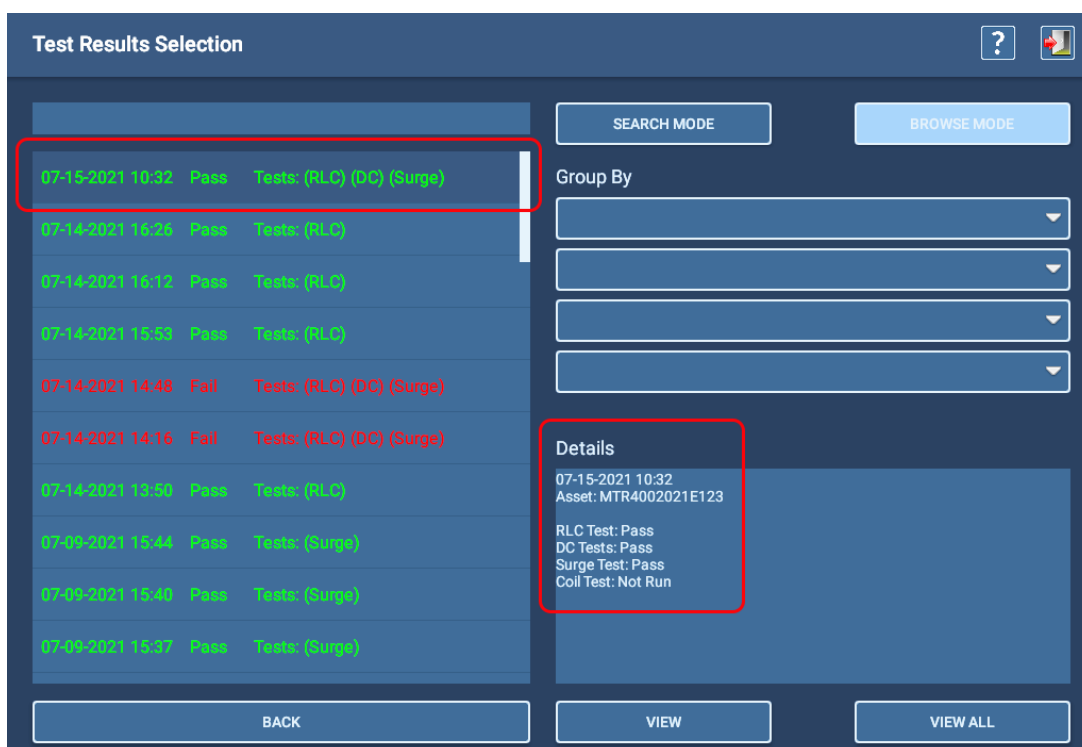 Test Results Selection
?
SEARCH MODE
BROWSE MODE
07-15-2021 10:32 Pass Tests: (RLC) (DC) (Surge)
07-14-2021 16:26 Pass Tests: (RLC)
07-14-2021 16:12 Pass Tests: (RLC)
07-14-2021 15:53 Pass Tests: (RLC)
07-14-2021 14:48 Fail Tests: (RLC) (DC) (Surge)
07-14-2021 14:16 Fail Tests: (RLC) (DC) (Surge)
07-14-2021 13:50 Pass Tests: (RLC)
07-09-2021 15:44 Pass Tests: (Surge)
07-09-2021 15:40 Pass Tests: (Surge)
07-09-2021 15:37 Pass Tests: (Surge)
Group By
Details
07-15-2021 10:32
Asset: MTR4002021E123
RLC Test: Pass
DC Tests: Pass
Surge Test: Pass
Coil Test: Not Run
BACK
VIEW
VIEW ALL